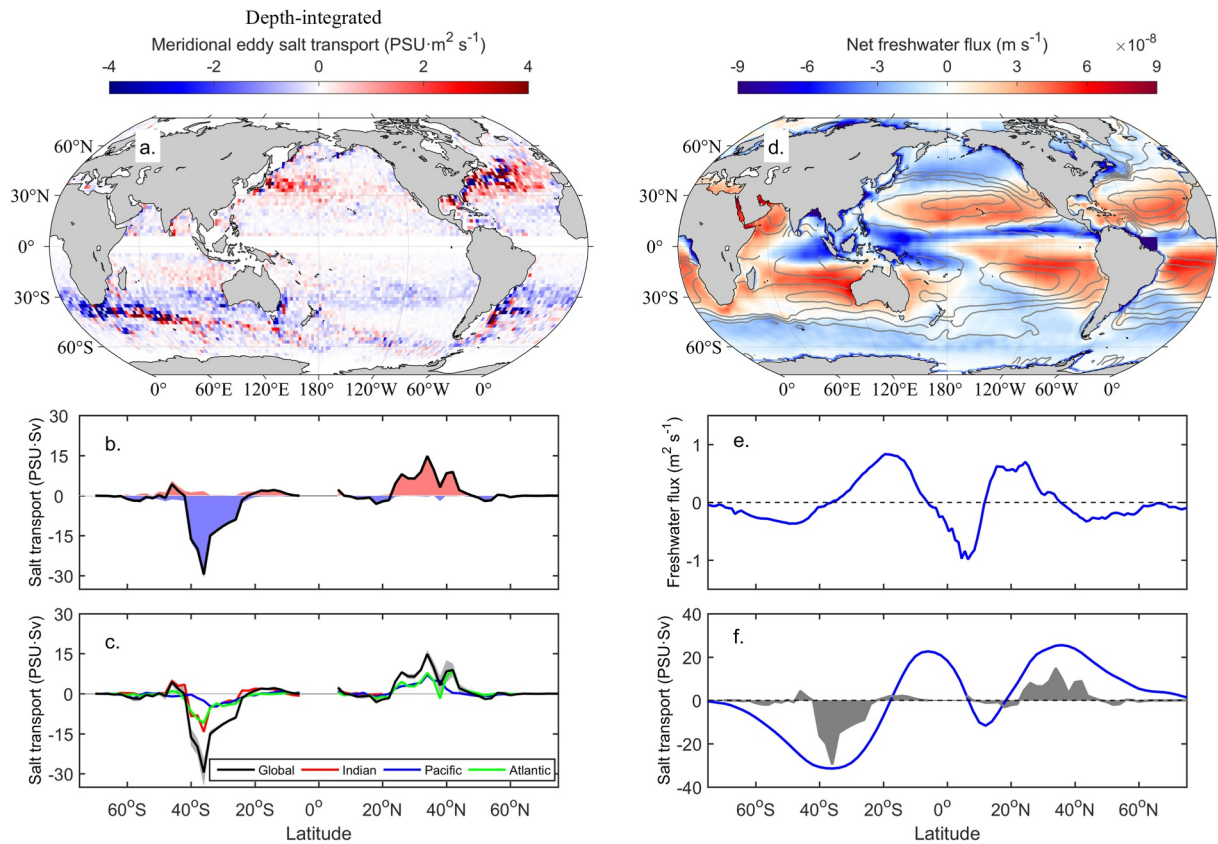 Depth-integrated
Meridional eddy salt transport (PSU·m² s⁻¹)
-4 -2 0 2 4
a.
60°N
30°N
0°
30°S
60°S
0° 60°E 120°E 180° 120°W 60°W 0°
Net freshwater flux (m s⁻¹) ×10⁻⁸
-9 -6 -3 0 3 6 9
d.
60°N
30°N
0°
30°S
60°S
0° 60°E 120°E 180° 120°W 60°W 0°
b.
Salt transport (PSU·Sv)
30
15
0
-15
-30
e.
Freshwater flux (m² s⁻¹)
1
0
-1
c.
Salt transport (PSU·Sv)
30
15
0
-15
-30
Global Indian Pacific Atlantic
60°S 40°S 20°S 0° 20°N 40°N 60°N
Latitude
f.
Salt transport (PSU·Sv)
40
20
0
-20
-40
60°S 40°S 20°S 0° 20°N 40°N 60°N
Latitude